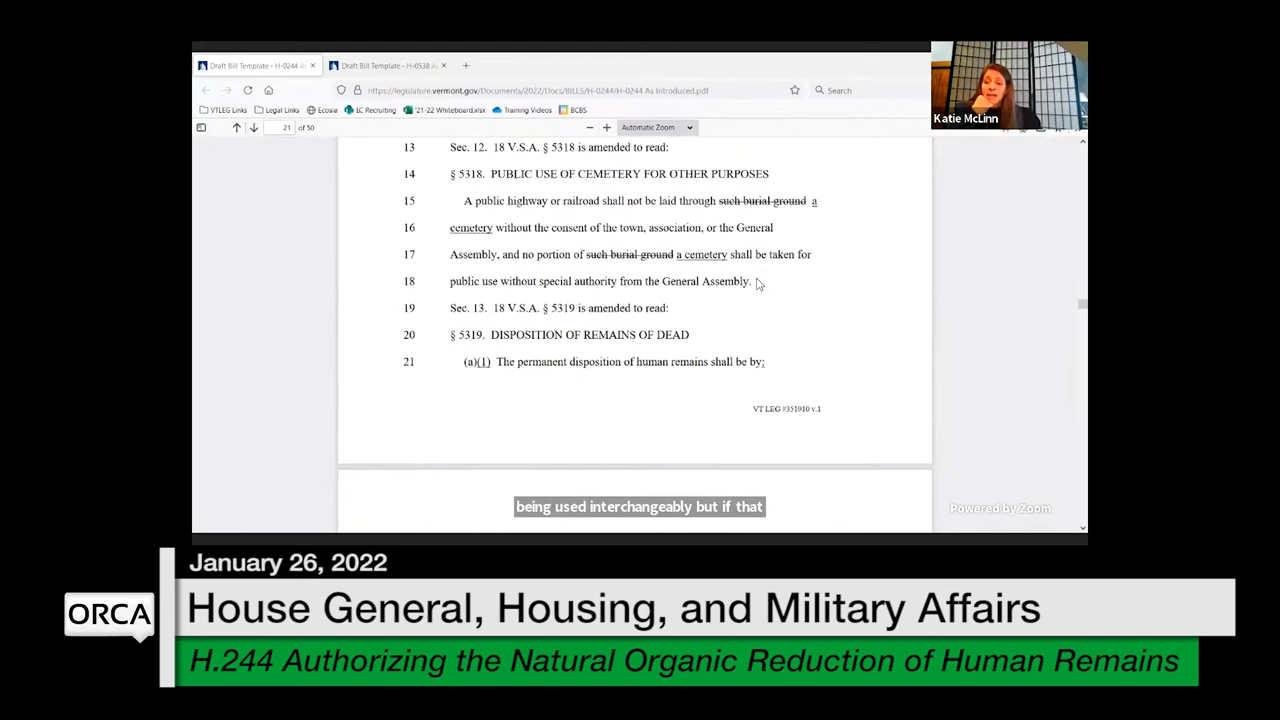 Draft Bill Template - H-0244 As
Draft Bill Template - H-0538 As
https://legislature.vermont.gov/Documents/2022/Docs/BILLS/H-0244/H-0244 As Introduced.pdf
Search
VTLEG Links
Legal Links
Ecosia
LC Recruiting
'21-22 Whiteboard.xlsx
Training Videos
BCBS
21 of 50
Automatic Zoom
Katie McLinn
13 Sec. 12. 18 V.S.A. § 5318 is amended to read:
14 § 5318. PUBLIC USE OF CEMETERY FOR OTHER PURPOSES
15 A public highway or railroad shall not be laid through such burial ground a
16 cemetery without the consent of the town, association, or the General
17 Assembly, and no portion of such burial ground a cemetery shall be taken for
18 public use without special authority from the General Assembly.
19 Sec. 13. 18 V.S.A. § 5319 is amended to read:
20 § 5319. DISPOSITION OF REMAINS OF DEAD
21 (a)(1) The permanent disposition of human remains shall be by:
VT LEG #351910 v.1
being used interchangeably but if that
Powered by Zoom
January 26, 2022
ORCA
House General, Housing, and Military Affairs
H.244 Authorizing the Natural Organic Reduction of Human Remains